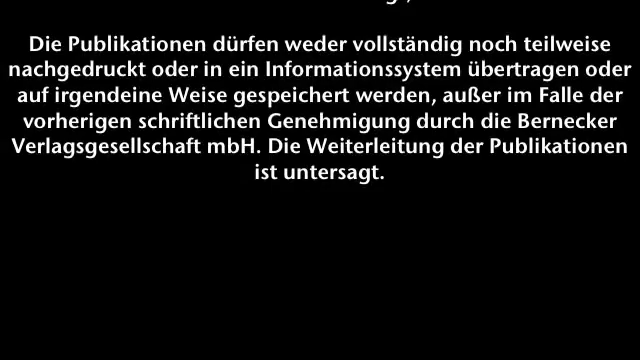 Die Publikationen dürfen weder vollständig noch teilweise
nachgedruckt oder in ein Informationssystem übertragen oder
auf irgendeine Weise gespeichert werden, außer im Falle der
vorherigen schriftlichen Genehmigung durch die Bernecker
Verlagsgesellschaft mbH. Die Weiterleitung der Publikationen
ist untersagt.